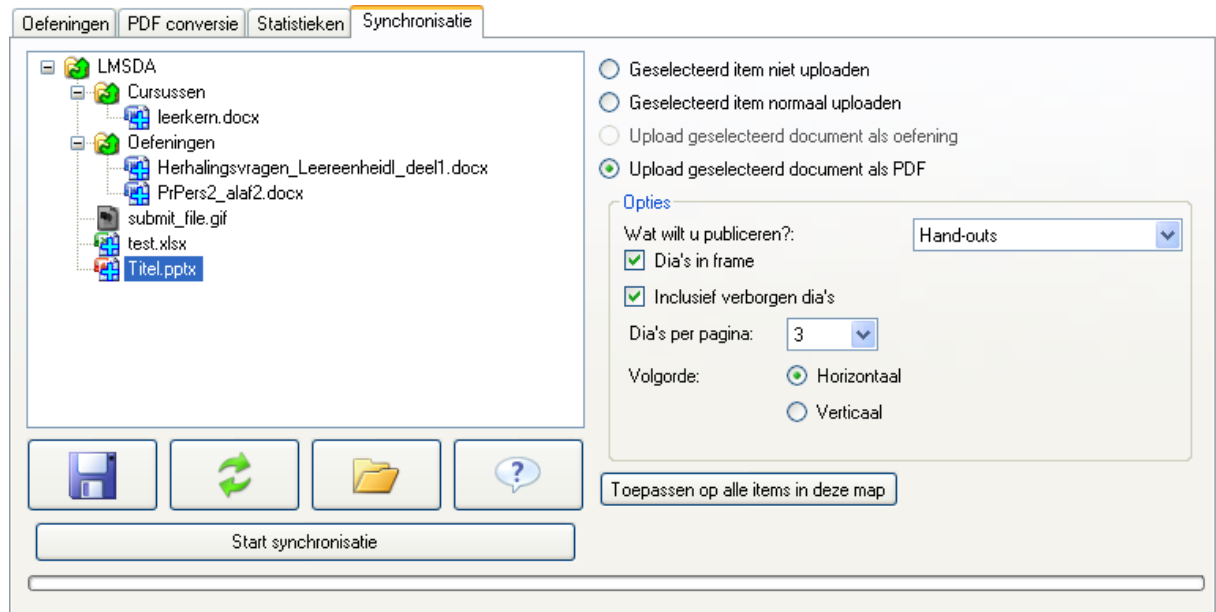 Oefeningen PDF conversie Statistieken Synchronisatie
LMSDA
Cursussen
leerkern.docx
Oefeningen
Herhalingsvragen_Leereenheidl_deel1.docx
PrPers2_alaf2.docx
submit_file.gif
test.xlsx
Titel.pptx
Start synchronisatie
Geselecteerd item niet uploaden
Geselecteerd item normaal uploaden
Upload geselecteerd document als oefening
Upload geselecteerd document als PDF
Opties
Wat wilt u publiceren?: Hand-outs
Dia's in frame
Inclusief verborgen dia's
Dia's per pagina: 3
Volgorde: Horizontaal
Verticaal
Toepassen op alle items in deze map